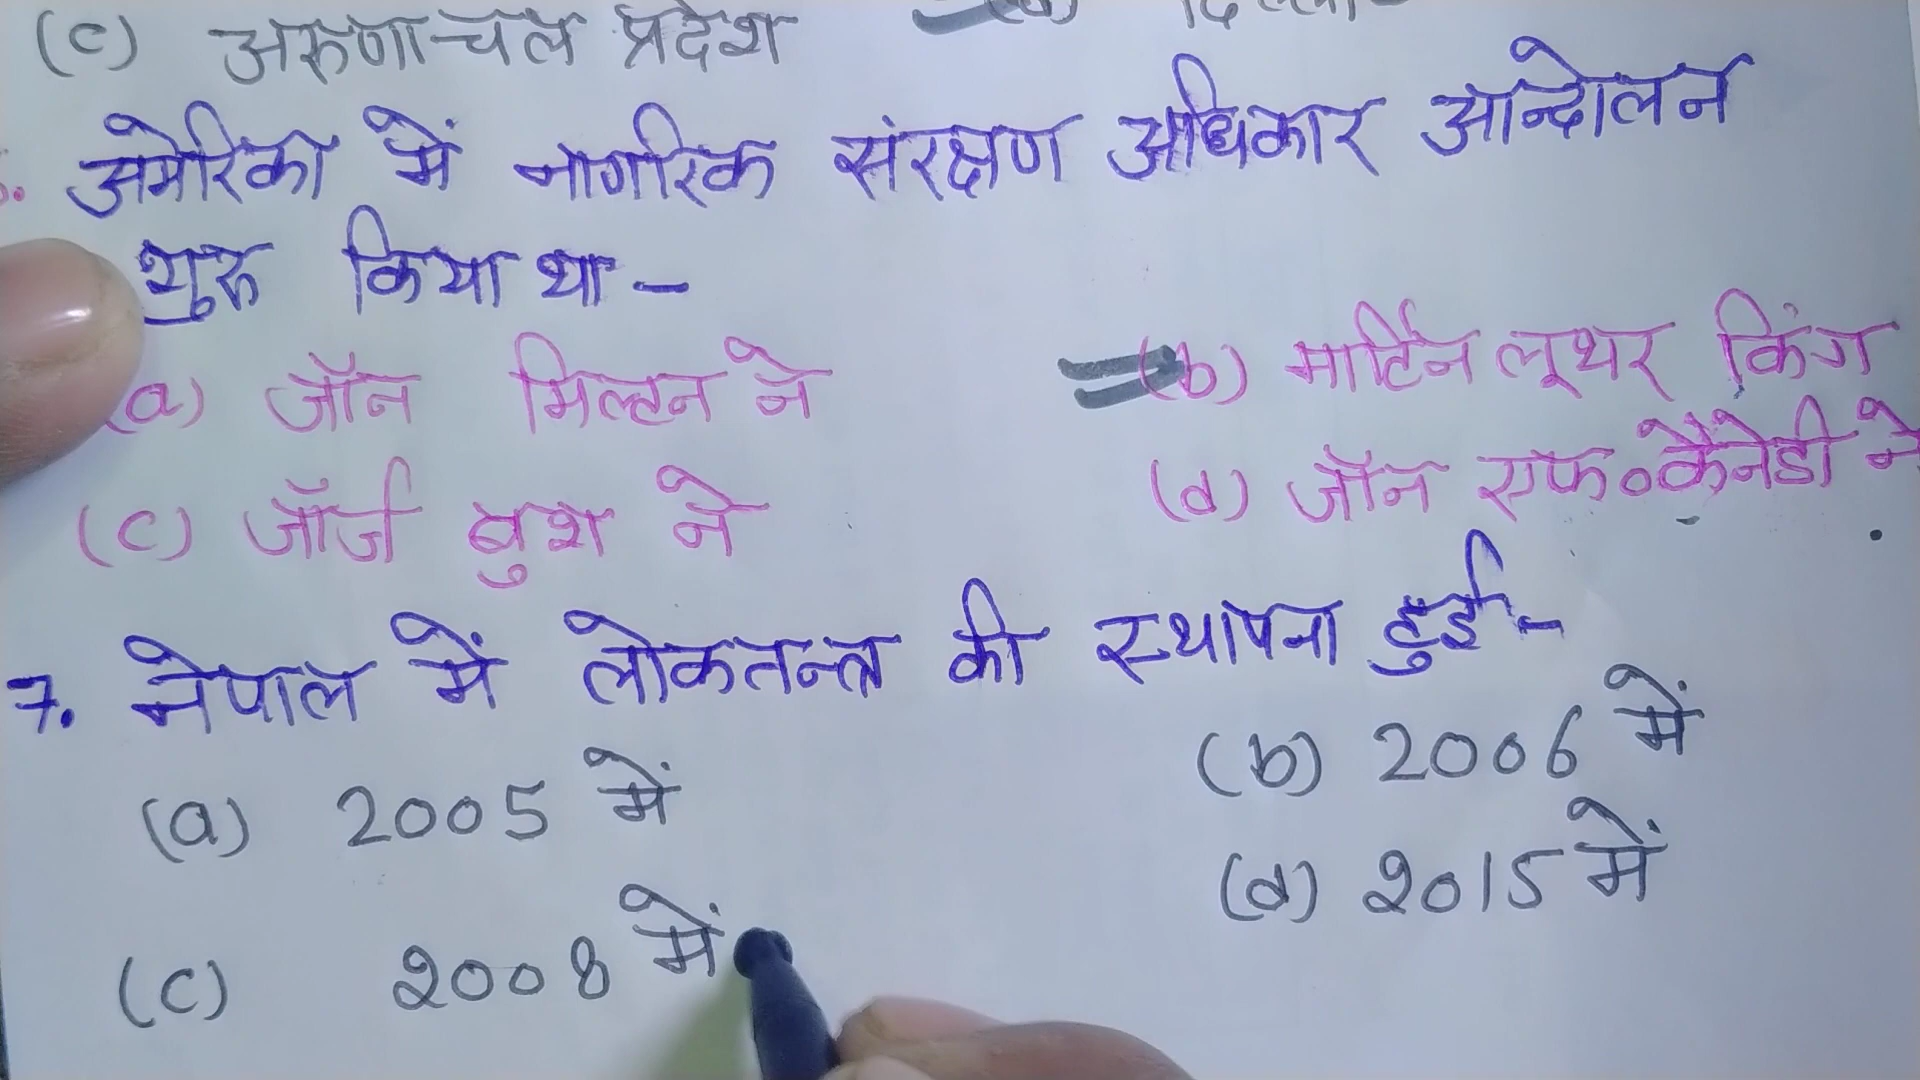 (c) अरुणाचल प्रदेश
अमेरिका में नागरिक संरक्षण अधिकार आन्दोलन
शुरु किया था -
(a) जॉन मिल्टन ने (b) मार्टिन लूथर किंग
(c) जॉर्ज बुश ने (d) जॉन एफ० कैनेडी ने
7. नेपाल में लोकतन्त्र की स्थापना हुई -
(a) 2005 में (b) 2006 में
(c) 2008 में (d) 2015 में